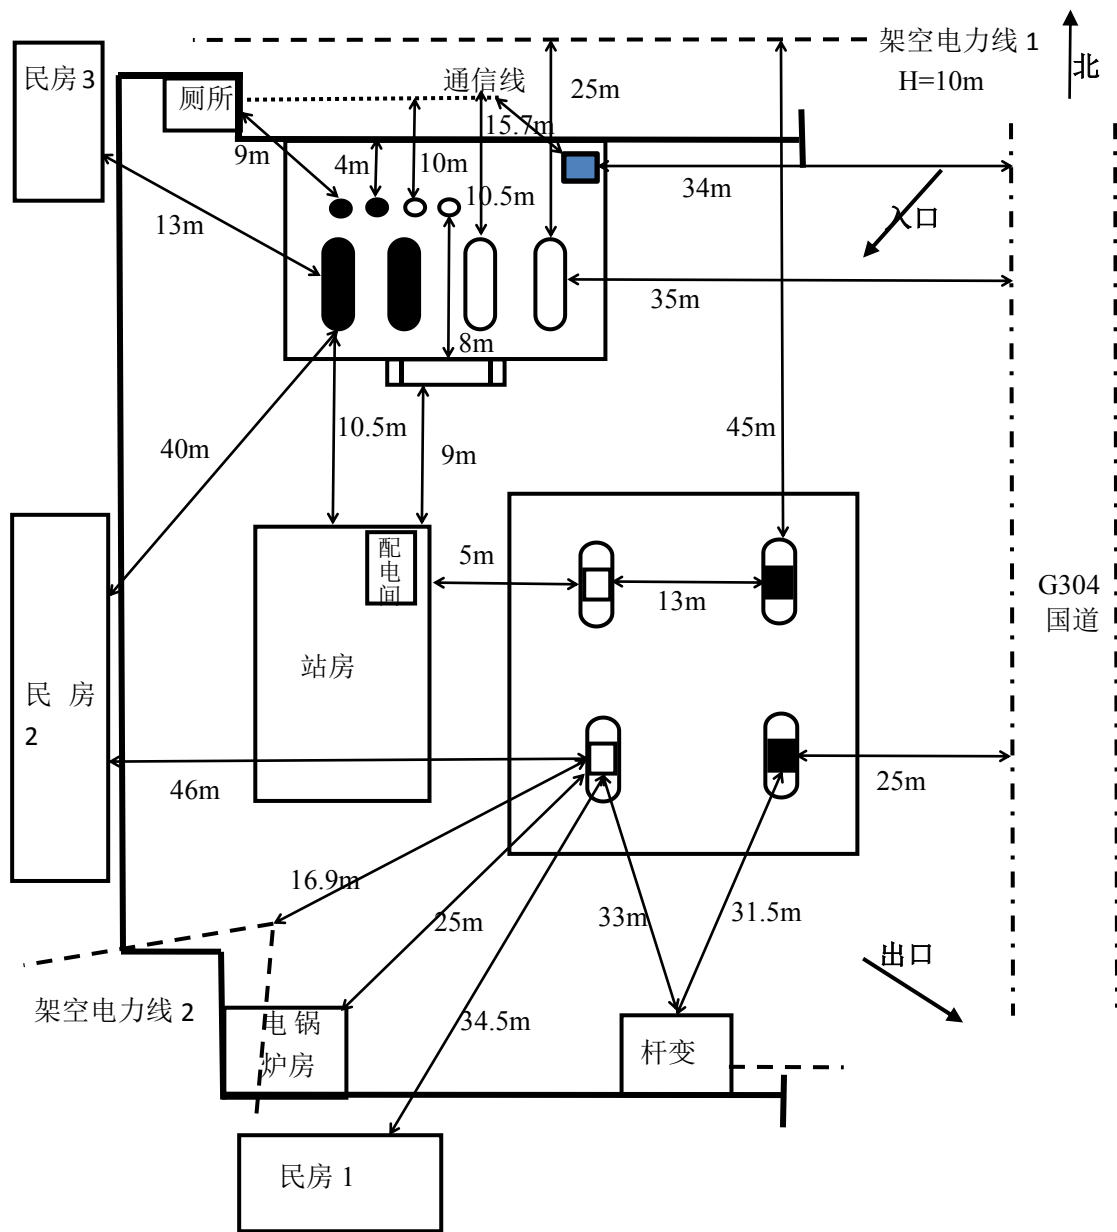 架空电力线 1
H=10m
北
民房 3
厕所
通信线
25m
15.7m
9m
4m
10m
10.5m
34m
13m
入口
35m
8m
10.5m
9m
45m
40m
配电间
5m
13m
G304
国道
站房
民 房
2
46m
25m
16.9m
25m
33m
31.5m
出口
架空电力线 2
34.5m
电 锅
炉房
杆变
民房 1